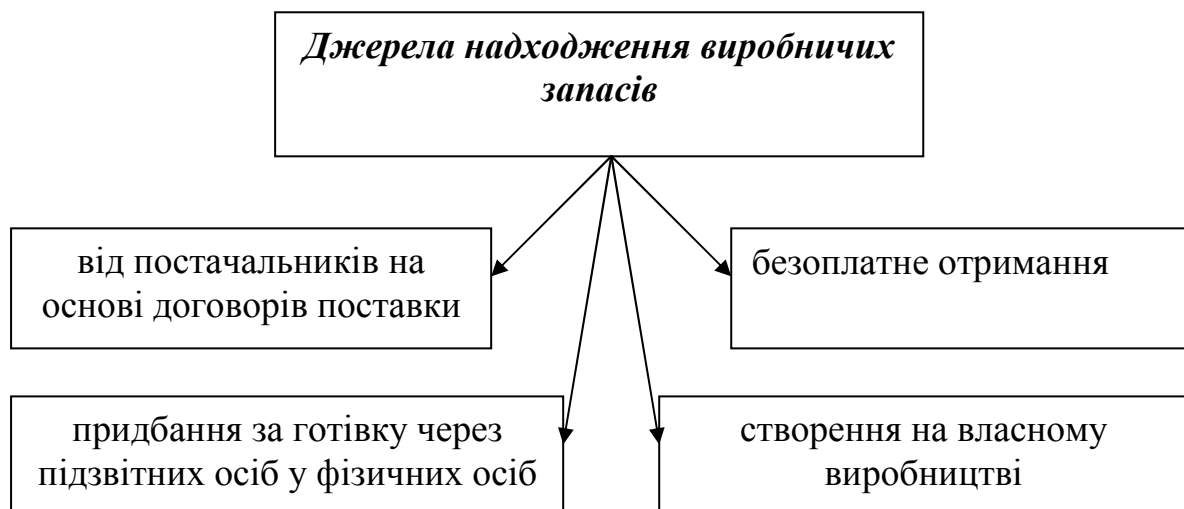 Джерела надходження виробничих
запасів
від постачальників на
основі договорів поставки
безоплатне отримання
придбання за готівку через
підзвітних осіб у фізичних осіб
створення на власному
виробництві